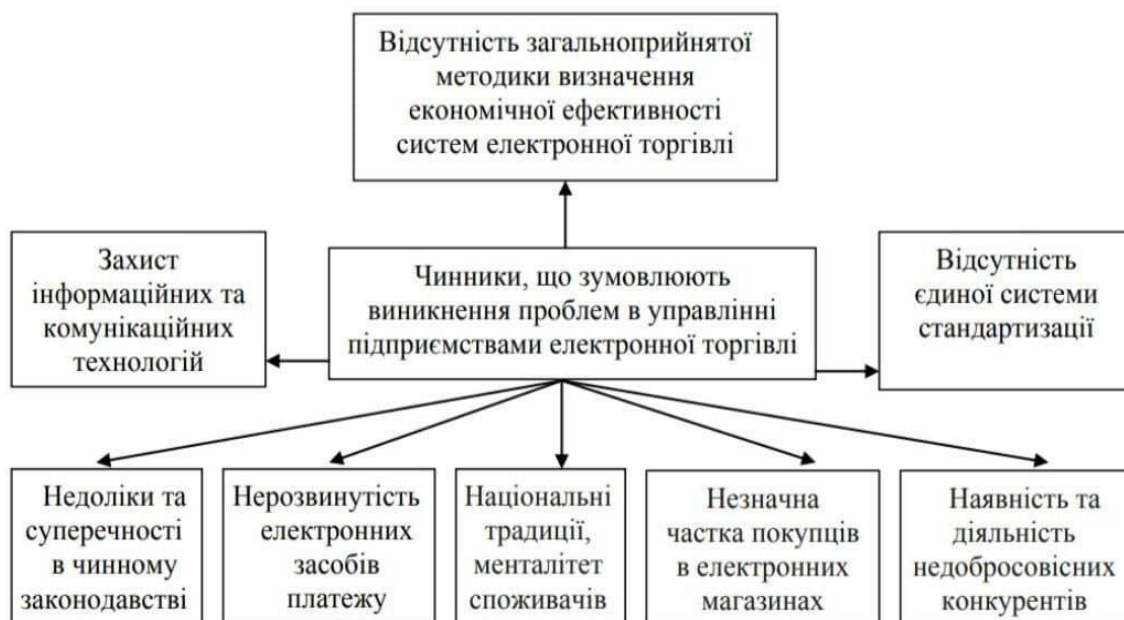 Відсутність загальноприйнятої
методики визначення
економічної ефективності
систем електронної торгівлі
Захист
інформаційних та
комунікаційних
технологій
Чинники, що зумовлюють
виникнення проблем в управлінні
підприємствами електронної торгівлі
Відсутність
єдиної системи
стандартизації
Недоліки та
суперечності
в чинному
законодавстві
Нерозвинутість
електронних
засобів
платежу
Національні
традиції,
менталітет
споживачів
Незначна
частка покупців
в електронних
магазинах
Наявність та
діяльність
недобросовісних
конкурентів